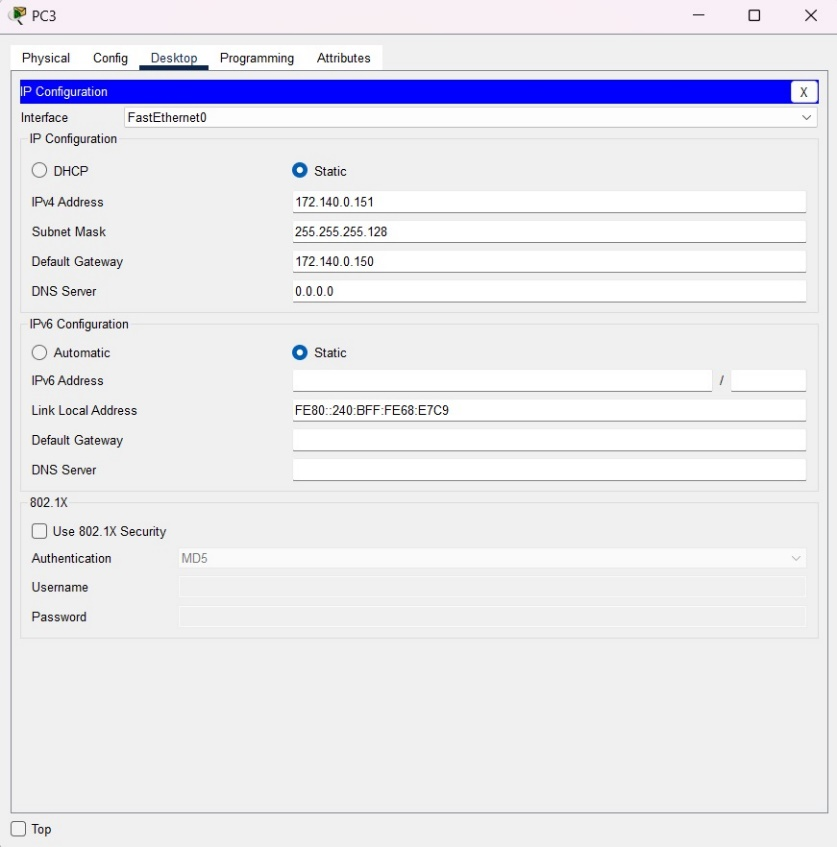 PC3
Physical Config Desktop Programming Attributes
IP Configuration X
Interface FastEthernet0
IP Configuration
DHCP Static
IPv4 Address 172.140.0.151
Subnet Mask 255.255.255.128
Default Gateway 172.140.0.150
DNS Server 0.0.0.0
IPv6 Configuration
Automatic Static
IPv6 Address /
Link Local Address FE80::240:BFF:FE68:E7C9
Default Gateway
DNS Server
802.1X
Use 802.1X Security
Authentication MD5
Username
Password
Top